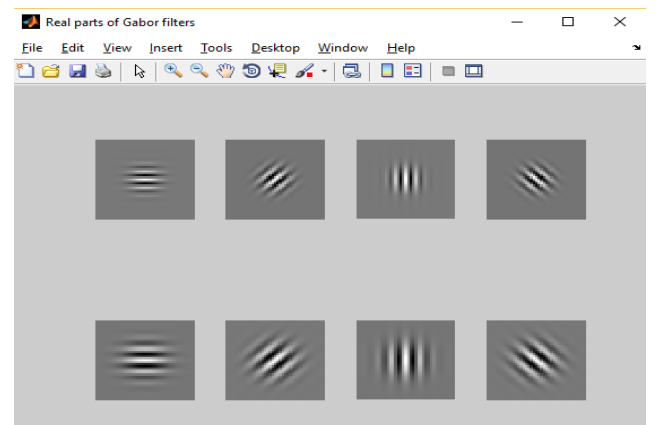 Real parts of Gabor filters
File Edit View Insert Tools Desktop Window Help